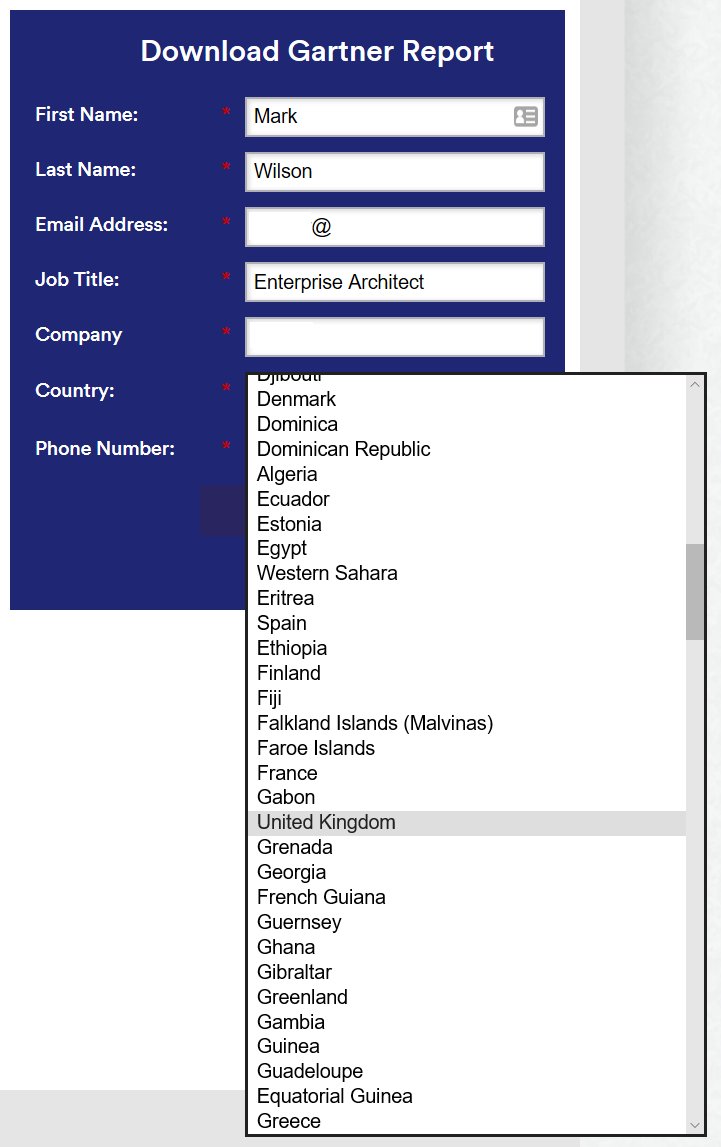 Download Gartner Report
First Name: * Mark
Last Name: * Wilson
Email Address: * @
Job Title: * Enterprise Architect
Company *
Country: *
Phone Number: *
Djibouti
Denmark
Dominica
Dominican Republic
Algeria
Ecuador
Estonia
Egypt
Western Sahara
Eritrea
Spain
Ethiopia
Finland
Fiji
Falkland Islands (Malvinas)
Faroe Islands
France
Gabon
United Kingdom
Grenada
Georgia
French Guiana
Guernsey
Ghana
Gibraltar
Greenland
Gambia
Guinea
Guadeloupe
Equatorial Guinea
Greece